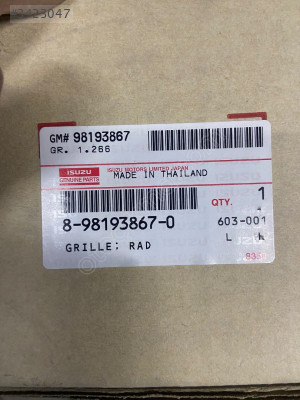 GM# 98193867
GR. 1.266
ISUZU
GENUINE PARTS
ISUZU MOTORS LIMITED JAPAN
MADE IN THAILAND
QTY. 1
8-98193867-0
603-001
GRILLE: RAD
L